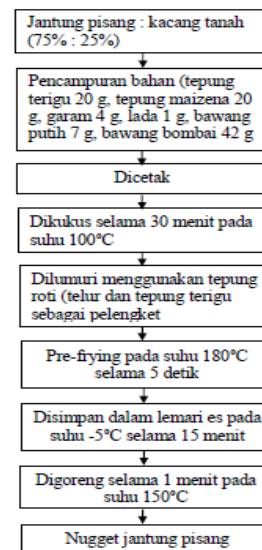 Jantung pisang : kacang tanah
(75% : 25%)
Pencampuran bahan (tepung
terigu 20 g, tepung maizena 20
g, garam 4 g, lada 1 g, bawang
putih 7 g, bawang bombai 42 g
Dicetak
Dikukus selama 30 menit pada
suhu 100°C
Dilumuri menggunakan tepung
roti (telur dan tepung terigu
sebagai pelengket
Pre-frying pada suhu 180°C
selama 5 detik
Disimpan dalam lemari es pada
suhu -5°C selama 15 menit
Digoreng selama 1 menit pada
suhu 150°C
Nugget jantung pisang